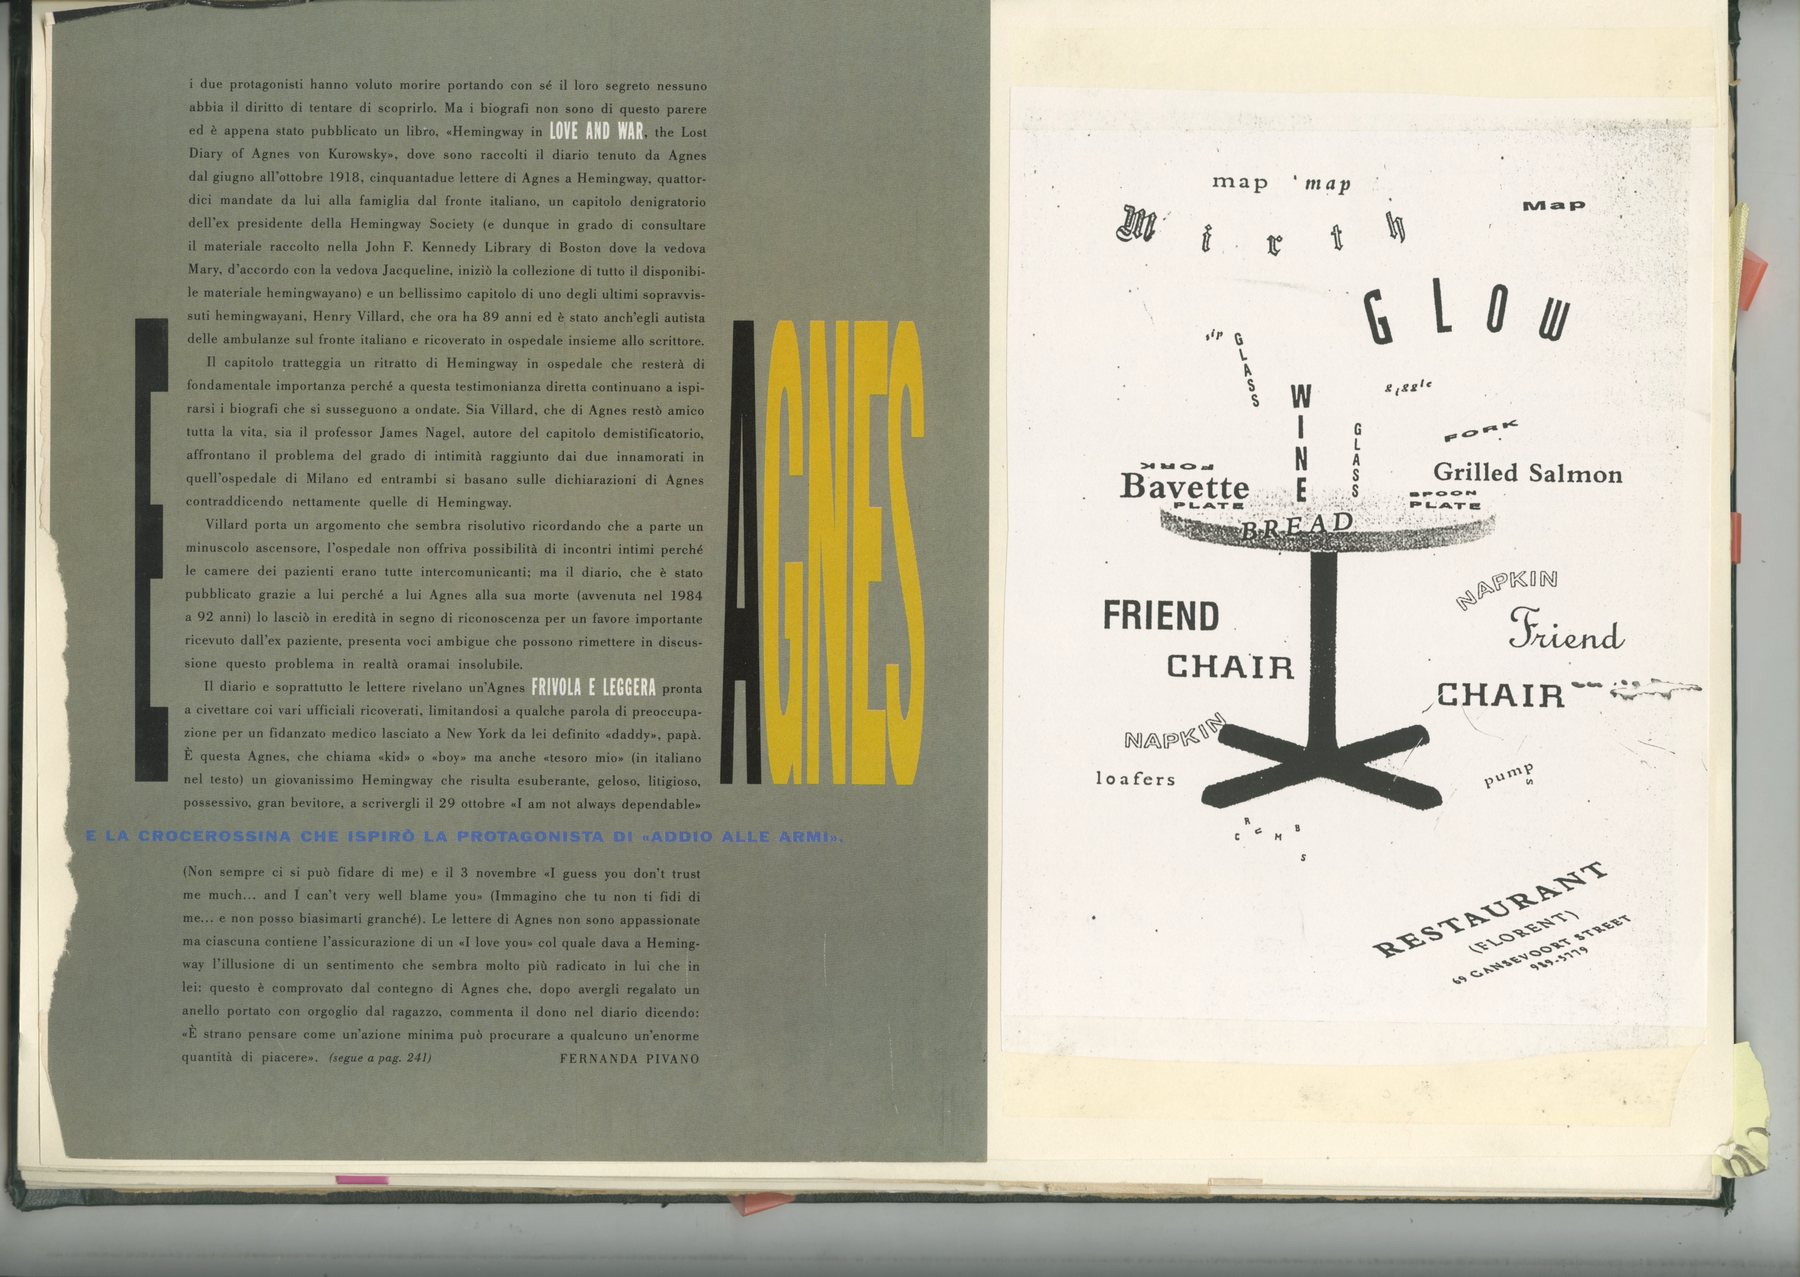 i due protagonisti hanno voluto morire portando con sé il loro segreto nessuno
abbia il diritto di tentare di scoprirlo. Ma i biografi non sono di questo parere
ed è appena stato pubblicato un libro, «Hemingway in LOVE AND WAR, the Lost
Diary of Agnes von Kurowsky», dove sono raccolti il diario tenuto da Agnes
dal giugno all'ottobre 1918, cinquantadue lettere di Agnes a Hemingway, quattor-
dici mandate da lui alla famiglia dal fronte italiano, un capitolo denigratorio
dell'ex presidente della Hemingway Society (e dunque in grado di consultare
il materiale raccolto nella John F. Kennedy Library di Boston dove la vedova
Mary, d'accordo con la vedova Jacqueline, iniziò la collezione di tutto il disponibi-
le materiale hemingwayano) e un bellissimo capitolo di uno degli ultimi sopravvis-
suti hemingwayani, Henry Villard, che ora ha 89 anni ed è stato anch'egli autista
delle ambulanze sul fronte italiano e ricoverato in ospedale insieme allo scrittore.
Il capitolo tratteggia un ritratto di Hemingway in ospedale che resterà di
fondamentale importanza perché a questa testimonianza diretta continuano a ispi-
rarsi i biografi che si susseguono a ondate. Sia Villard, che di Agnes restò amico
tutta la vita, sia il professor James Nagel, autore del capitolo demistificatorio,
affrontano il problema del grado di intimità raggiunto dai due innamorati in
quell'ospedale di Milano ed entrambi si basano sulle dichiarazioni di Agnes
contraddicendo nettamente quelle di Hemingway.
Villard porta un argomento che sembra risolutivo ricordando che a parte un
minuscolo ascensore, l'ospedale non offriva possibilità di incontri intimi perché
le camere dei pazienti erano tutte intercomunicanti; ma il diario, che è stato
pubblicato grazie a lui perché a lui Agnes alla sua morte (avvenuta nel 1984
a 92 anni) lo lasciò in eredità in segno di riconoscenza per un favore importante
ricevuto dall'ex paziente, presenta voci ambigue che possono rimettere in discus-
sione questo problema in realtà oramai insolubile.
Il diario e soprattutto le lettere rivelano un'Agnes FRIVOLA E LEGGERA pronta
a civettare coi vari ufficiali ricoverati, limitandosi a qualche parola di preoccupa-
zione per un fidanzato medico lasciato a New York da lei definito «daddy», papà.
È questa Agnes, che chiama «kid» o «boy» ma anche «tesoro mio» (in italiano
nel testo) un giovanissimo Hemingway che risulta esuberante, geloso, litigioso,
possessivo, gran bevitore, a scrivergli il 29 ottobre «I am not always dependable»
E AGNES
E LA CROCEROSSINA CHE ISPIRÒ LA PROTAGONISTA DI «ADDIO ALLE ARMI».
(Non sempre ci si può fidare di me) e il 3 novembre «I guess you don't trust
me much... and I can't very well blame you» (Immagino che tu non ti fidi di
me... e non posso biasimarti granché). Le lettere di Agnes non sono appassionate
ma ciascuna contiene l'assicurazione di un «I love you» col quale dava a Heming-
way l'illusione di un sentimento che sembra molto più radicato in lui che in
lei: questo è comprovato dal contegno di Agnes che, dopo avergli regalato un
anello portato con orgoglio dal ragazzo, commenta il dono nel diario dicendo:
«È strano pensare come un'azione minima può procurare a qualcuno un'enorme
quantità di piacere». (segue a pag. 241) FERNANDA PIVANO
map map
Map
Mirth
GLOW
sip GLASS
giggle
WINE
GLASS
FORK
FORK
Bavette
Grilled Salmon
PLATE
SPOON
PLATE
BREAD
NAPKIN
FRIEND
Friend
CHAIR
CHAIR
NAPKIN
loafers
pumps
CRUMBS
RESTAURANT
(FLORENT)
69 GANSEVOORT STREET
989-5779